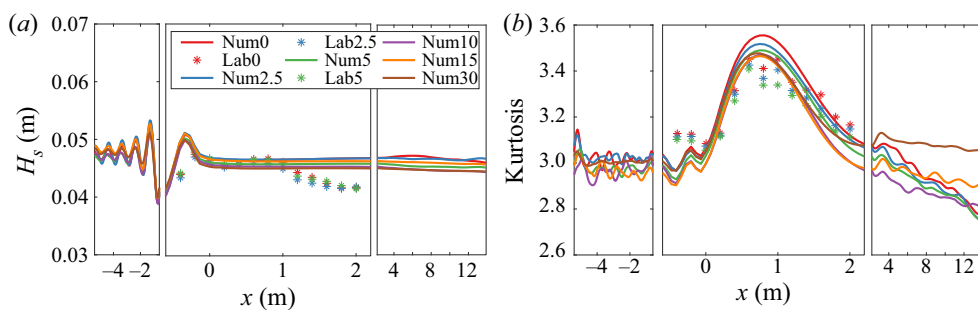 (a)
0.07
0.06
0.05
0.04
0.03
H_s (m)
Num0
Lab0
Num2.5
Lab2.5
Num5
Lab5
Num10
Num15
Num30
–4 –2 0 1 2 4 8 12
x (m)
(b)
3.6
3.4
3.2
3.0
2.8
2.6
Kurtosis
–4 –2 0 1 2 4 8 12
x (m)